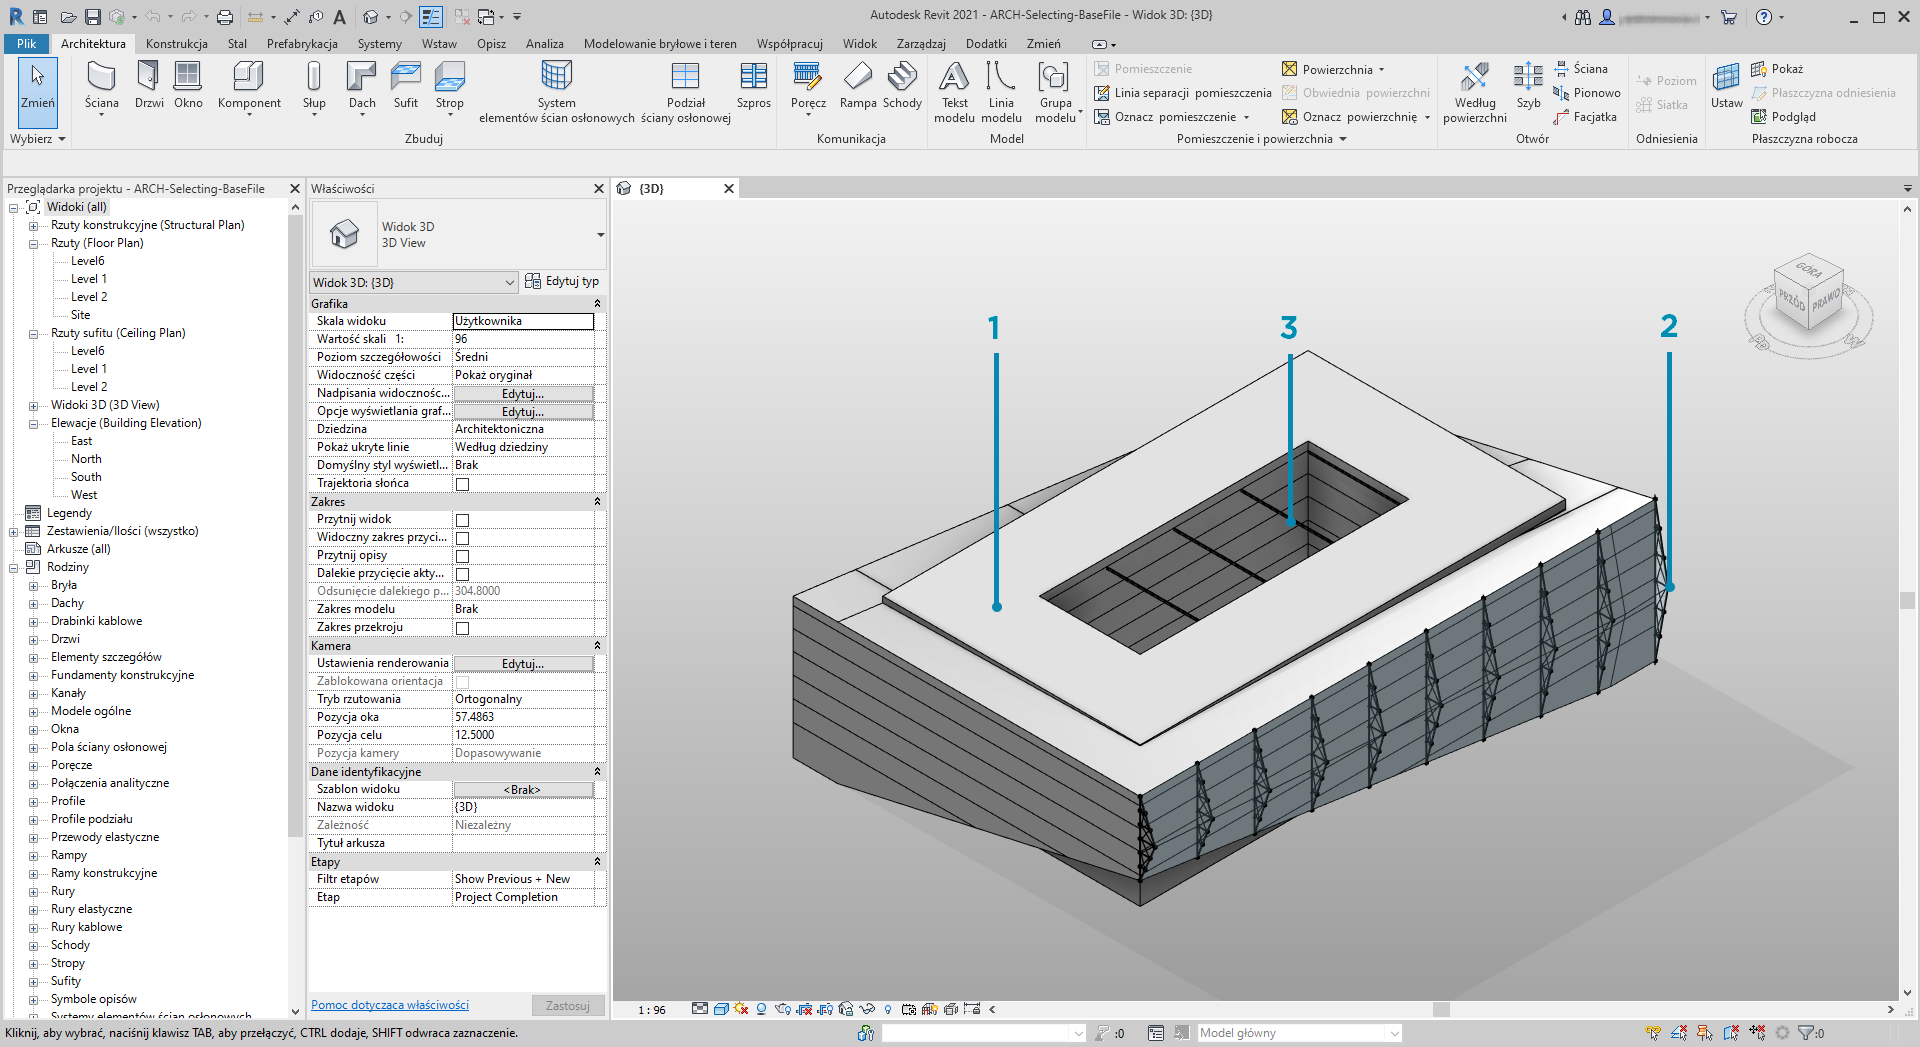 Autodesk Revit 2021 - ARCH-Selecting-BaseFile - Widok 3D: {3D}
Plik Architektura Konstrukcja Stal Prefabrykacja Systemy Wstaw Opisz Analiza Modelowanie bryłowe i teren Współpracuj Widok Zarządzaj Dodatki Zmień
Zmień
Wybierz
Ściana Drzwi Okno Komponent Słup Dach Sufit Strop
System
elementów ścian osłonowych
Podział
ściany osłonowej
Szpros
Zbuduj
Poręcz Rampa Schody
Komunikacja
Tekst
modelu
Linia
modelu
Grupa
modelu
Model
Pomieszczenie
Linia separacji pomieszczenia
Oznacz pomieszczenie
Powierzchnia
Obwiednia powierzchni
Oznacz powierzchnię
Pomieszczenie i powierzchnia
Według
powierzchni
Szyb
Ściana
Pionowo
Facjatka
Otwór
Poziom
Siatka
Odniesienia
Ustaw
Pokaż
Płaszczyzna odniesienia
Podgląd
Płaszczyzna robocza
Przeglądarka projektu - ARCH-Selecting-BaseFile
Widoki (all)
Rzuty konstrukcyjne (Structural Plan)
Rzuty (Floor Plan)
Level6
Level 1
Level 2
Site
Rzuty sufitu (Ceiling Plan)
Level6
Level 1
Level 2
Widoki 3D (3D View)
Elewacje (Building Elevation)
East
North
South
West
Legendy
Zestawienia/Ilości (wszystko)
Arkusze (all)
Rodziny
Bryła
Dachy
Drabinki kablowe
Drzwi
Elementy szczegółów
Fundamenty konstrukcyjne
Kanały
Modele ogólne
Okna
Pola ściany osłonowej
Poręcze
Połączenia analityczne
Profile
Profile podziału
Przewody elastyczne
Rampy
Ramy konstrukcyjne
Rury
Rury elastyczne
Rury kablowe
Schody
Stropy
Sufity
Symbole opisów
Systemy elementów ścian osłonowych
Właściwości
Widok 3D
3D View
Widok 3D: {3D}
Edytuj typ
Grafika
Skala widoku Użytkownika
Wartość skali 1: 96
Poziom szczegółowości Średni
Widoczność części Pokaż oryginał
Nadpisania widocznośc... Edytuj...
Opcje wyświetlania graf... Edytuj...
Dziedzina Architektoniczna
Pokaż ukryte linie Według dziedziny
Domyślny styl wyświetl... Brak
Trajektoria słońca
Zakres
Przytnij widok
Widoczny zakres przyci...
Przytnij opisy
Dalekie przycięcie akty...
Odsunięcie dalekiego p... 304.8000
Zakres modelu Brak
Zakres przekroju
Kamera
Ustawienia renderowania Edytuj...
Zablokowana orientacja
Tryb rzutowania Ortogonalny
Pozycja oka 57.4863
Pozycja celu 12.5000
Pozycja kamery Dopasowywanie
Dane identyfikacyjne
Szablon widoku <Brak>
Nazwa widoku {3D}
Zależność Niezależny
Tytuł arkusza
Etapy
Filtr etapów Show Previous + New
Etap Project Completion
Pomoc dotycząca właściwości
Zastosuj
{3D}
1
3
2
GÓRA
PRZÓD
PRAWO
1 : 96
Kliknij, aby wybrać, naciśnij klawisz TAB, aby przełączyć, CTRL dodaje, SHIFT odwraca zaznaczenie.
:0
Model główny
:0